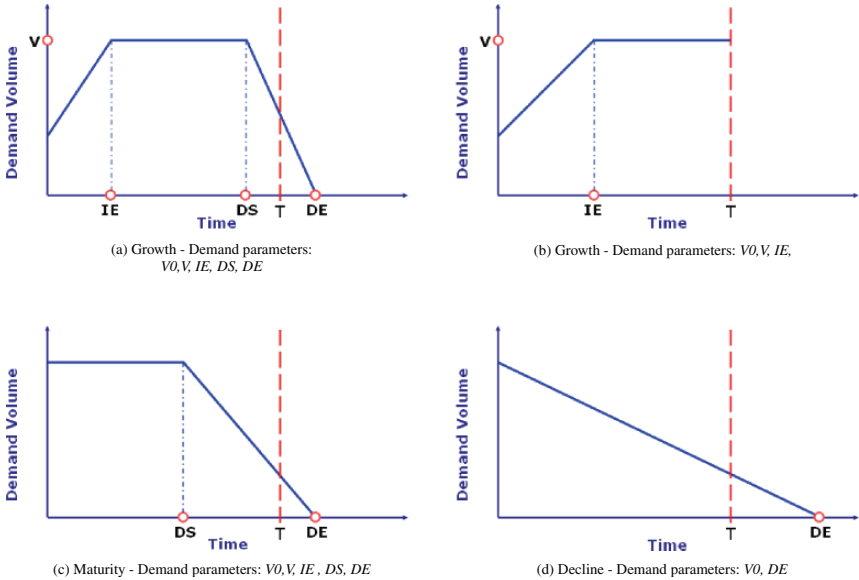 Demand Volume
V
IE
DS
T
DE
Time
(a) Growth - Demand parameters:
V0,V, IE, DS, DE
Demand Volume
V
IE
T
Time
(b) Growth - Demand parameters: V0,V, IE,
Demand Volume
DS
T
DE
Time
(c) Maturity - Demand parameters: V0,V, IE , DS, DE
Demand Volume
T
DE
Time
(d) Decline - Demand parameters: V0, DE